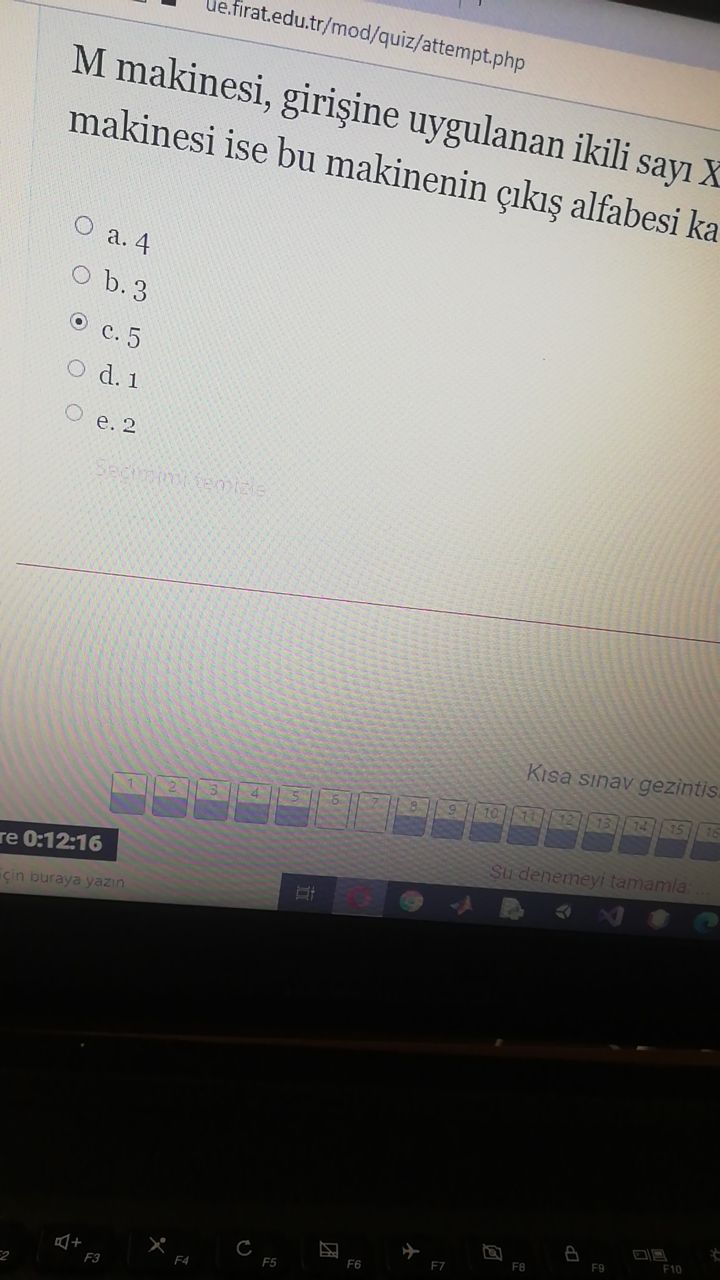 ue.firat.edu.tr/mod/quiz/attempt.php
M makinesi, girişine uygulanan ikili sayı X
makinesi ise bu makinenin çıkış alfabesi ka
a. 4
b. 3
c. 5
d. 1
e. 2
Seçimimi temizle
Kısa sınav gezintis
1 2 3 4 5 6 7 8 9 10 11 12 13 14 15 16
re 0:12:16
Şu denemeyi tamamla ...
için buraya yazın
F3 F4 F5 F6 F7 F8 F9 F10